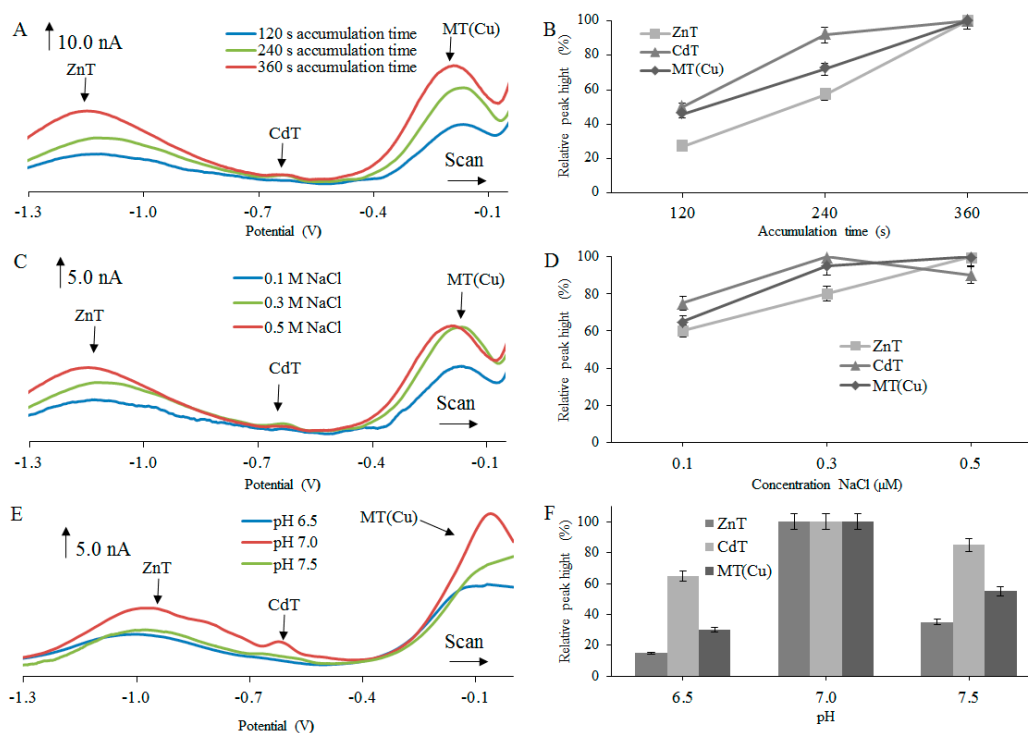 A
10.0 nA
ZnT
120 s accumulation time
240 s accumulation time
360 s accumulation time
MT(Cu)
CdT
Scan
-1.3 -1.0 -0.7 -0.4 -0.1
Potential (V)
B
Relative peak hight (%)
100
80
60
40
20
0
ZnT
CdT
MT(Cu)
120 240 360
Accumulation time (s)
C
5.0 nA
ZnT
0.1 M NaCl
0.3 M NaCl
0.5 M NaCl
MT(Cu)
CdT
Scan
-1.3 -1.0 -0.7 -0.4 -0.1
Potential (V)
D
Relative peak hight (%)
100
80
60
40
20
0
ZnT
CdT
MT(Cu)
0.1 0.3 0.5
Concentration NaCl (µM)
E
5.0 nA
ZnT
pH 6.5
pH 7.0
pH 7.5
MT(Cu)
CdT
Scan
-1.3 -1.0 -0.7 -0.4 -0.1
Potential (V)
F
Relative peak hight (%)
100
80
60
40
20
0
ZnT
CdT
MT(Cu)
6.5 7.0 7.5
pH